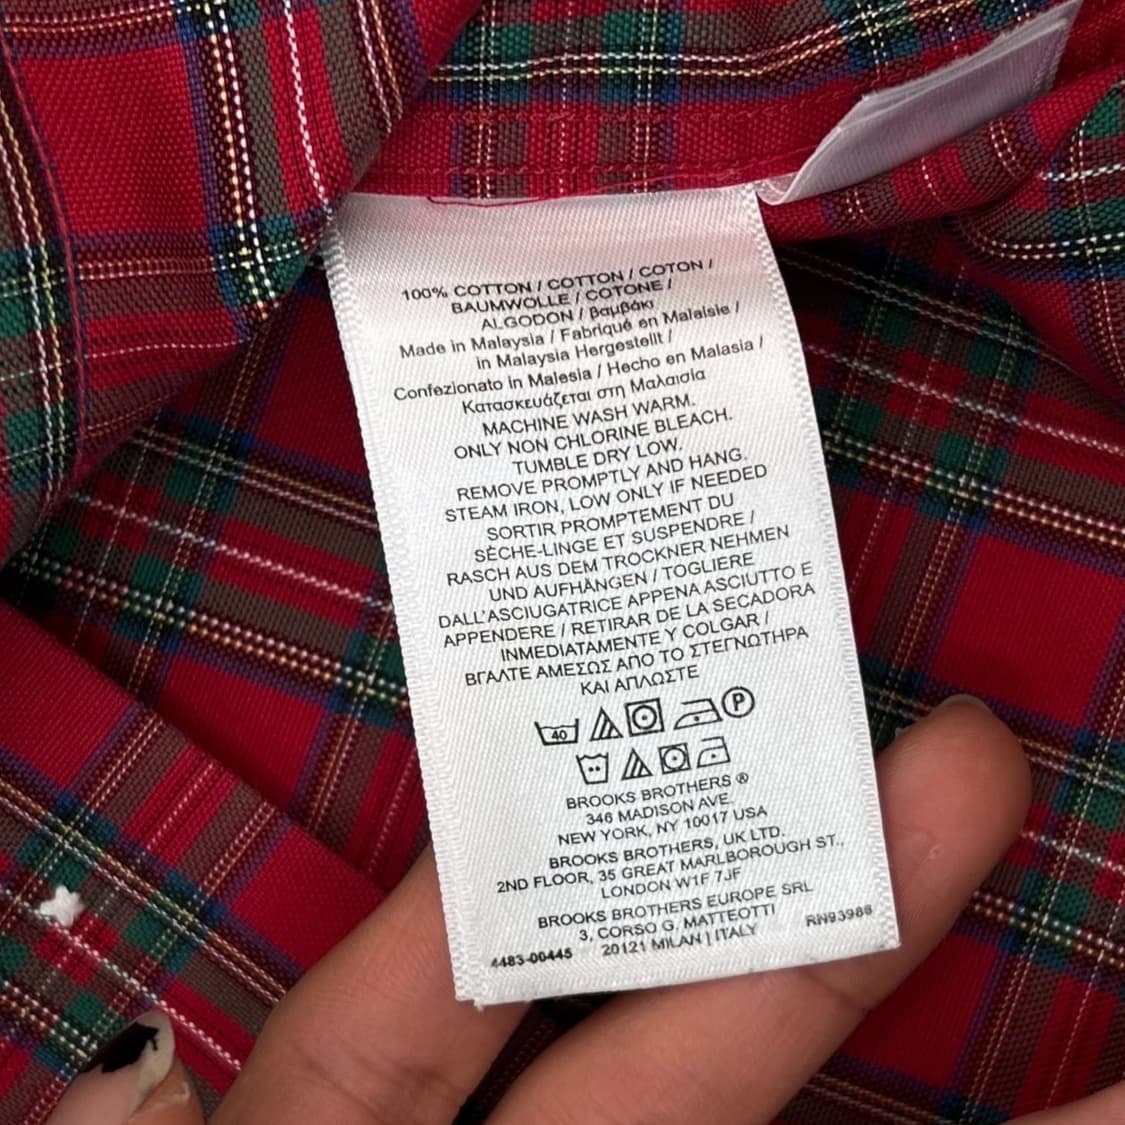 100% COTTON / COTTON / COTON /
BAUMWOLLE / COTONE /
ALGODON / βαμβάκι
Made in Malaysia / Fabriqué en Malaisie /
in Malaysia Hergestellt /
Confezionato in Malesia / Hecho en Malasia /
Κατασκευάζεται στη Μαλαισία
MACHINE WASH WARM.
ONLY NON CHLORINE BLEACH.
TUMBLE DRY LOW.
REMOVE PROMPTLY AND HANG.
STEAM IRON, LOW ONLY IF NEEDED
SORTIR PROMPTEMENT DU
SÈCHE-LINGE ET SUSPENDRE /
RASCH AUS DEM TROCKNER NEHMEN
UND AUFHÄNGEN / TOGLIERE
DALL'ASCIUGATRICE APPENA ASCIUTTO E
APPENDERE / RETIRAR DE LA SECADORA
INMEDIATAMENTE Y COLGAR /
ΒΓΑΛΤΕ ΑΜΕΣΩΣ ΑΠΟ ΤΟ ΣΤΕΓΝΩΤΗΡΑ
ΚΑΙ ΑΠΛΩΣΤΕ
40 P
BROOKS BROTHERS ®
346 MADISON AVE.
NEW YORK, NY 10017 USA
BROOKS BROTHERS, UK LTD.
2ND FLOOR, 35 GREAT MARLBOROUGH ST.,
LONDON W1F 7JF
BROOKS BROTHERS EUROPE SRL
3, CORSO G. MATTEOTTI
4483-00445 20121 MILAN | ITALY RN93986